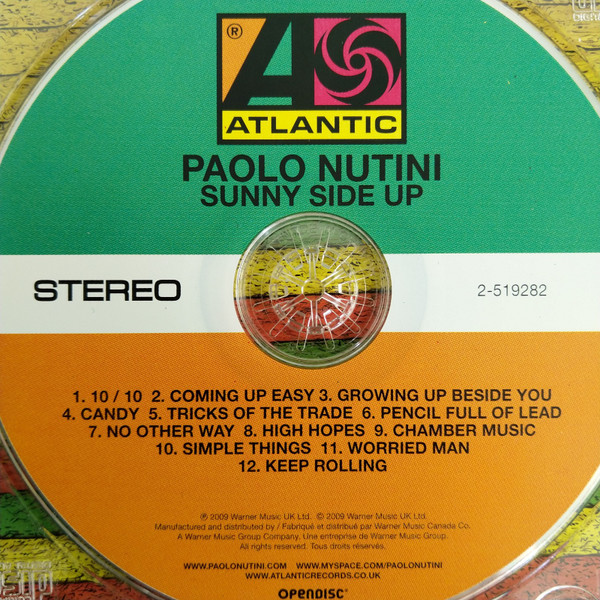 ®
ATLANTIC
PAOLO NUTINI
SUNNY SIDE UP
STEREO
2-519282
1. 10 / 10 2. COMING UP EASY 3. GROWING UP BESIDE YOU
4. CANDY 5. TRICKS OF THE TRADE 6. PENCIL FULL OF LEAD
7. NO OTHER WAY 8. HIGH HOPES 9. CHAMBER MUSIC
10. SIMPLE THINGS 11. WORRIED MAN
12. KEEP ROLLING
℗ 2009 Warner Music UK Ltd. © 2009 Warner Music UK Ltd.
Manufactured and distributed by / Fabriqué et distribué par Warner Music Canada Co.
A Warner Music Group Company. Une entreprise de Warner Music Group.
All rights reserved. Tous droits réservés.
WWW.PAOLONUTINI.COM WWW.MYSPACE.COM/PAOLONUTINI
WWW.ATLANTICRECORDS.CO.UK
OPENDISC